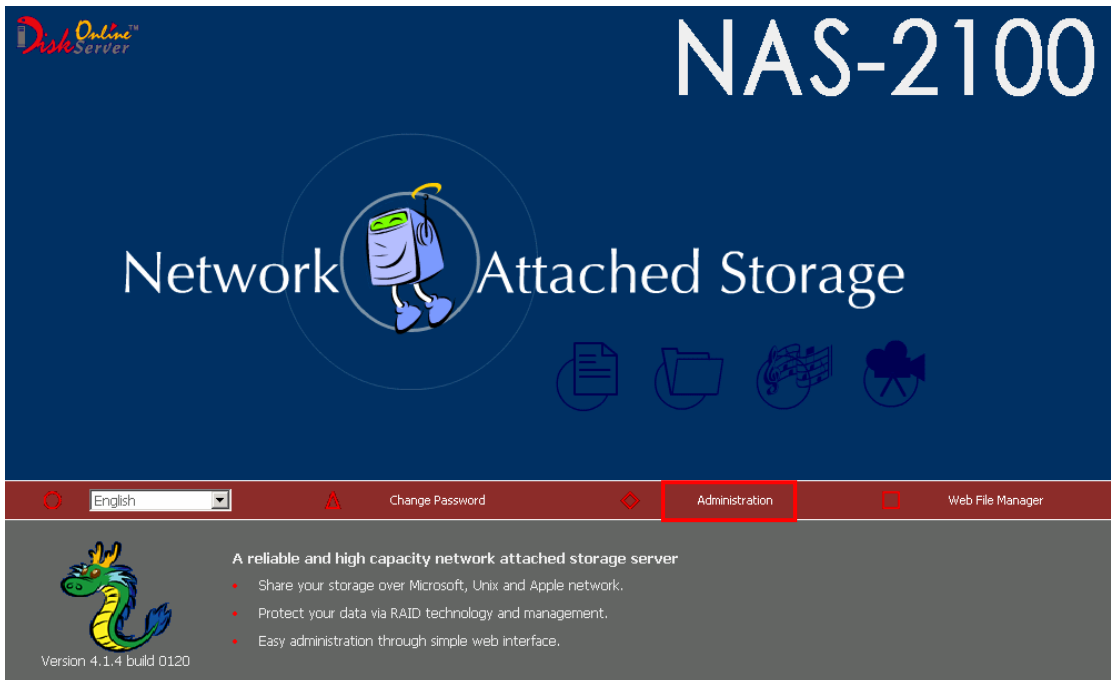 Disk Online™
Server
NAS-2100
Network Attached Storage
English
Change Password
Administration
Web File Manager
A reliable and high capacity network attached storage server
Share your storage over Microsoft, Unix and Apple network.
Protect your data via RAID technology and management.
Easy administration through simple web interface.
Version 4.1.4 build 0120